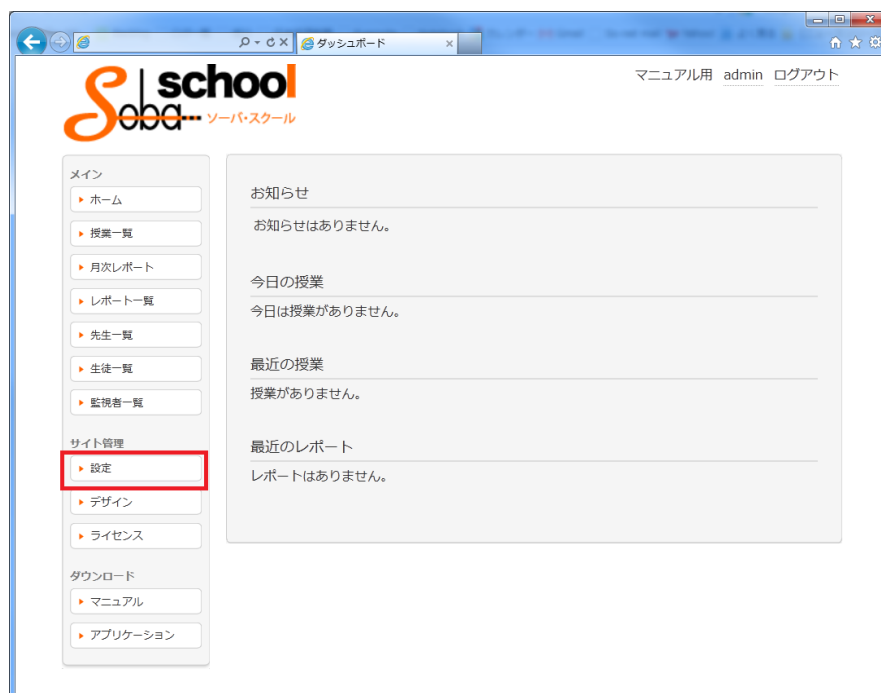 ダッシュボード
school
Soba
ソーバ・スクール
マニュアル用 admin ログアウト
メイン
ホーム
授業一覧
月次レポート
レポート一覧
先生一覧
生徒一覧
監視者一覧
サイト管理
設定
デザイン
ライセンス
ダウンロード
マニュアル
アプリケーション
お知らせ
お知らせはありません。
今日の授業
今日は授業がありません。
最近の授業
授業がありません。
最近のレポート
レポートはありません。